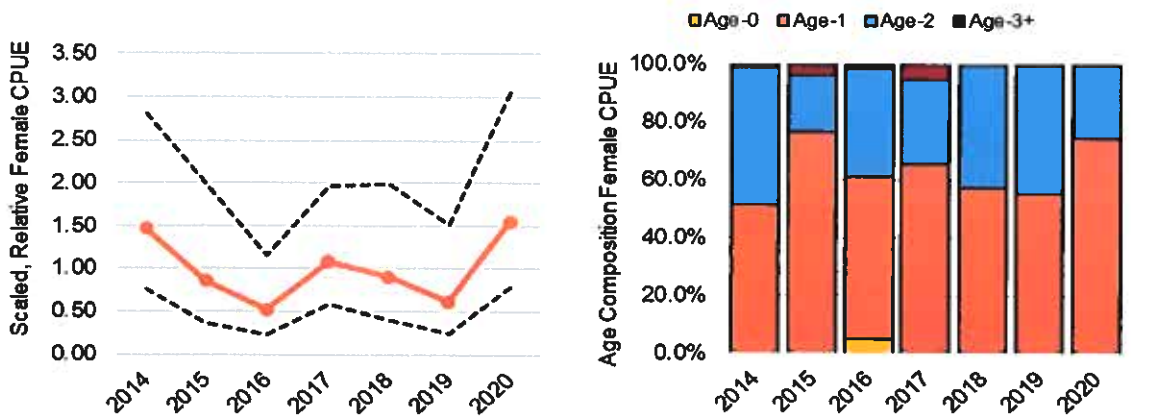 Scaled, Relative Female CPUE
3.50
3.00
2.50
2.00
1.50
1.00
0.50
0.00
2014 2015 2016 2017 2018 2019 2020
Age-0 Age-1 Age-2 Age-3+
Age Composition Female CPUE
100.0%
80.0%
60.0%
40.0%
20.0%
0.0%
2014 2015 2016 2017 2018 2019 2020